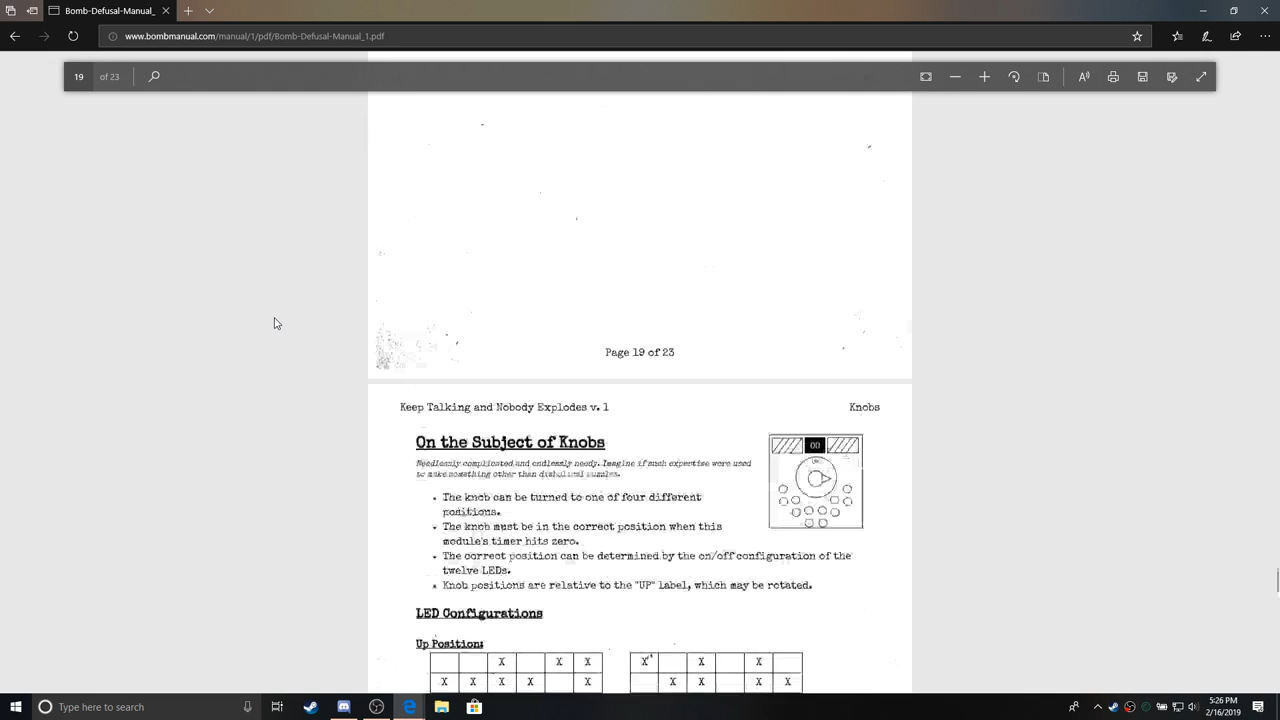 Bomb-Defusal-Manual_
www.bombmanual.com/manual/1/pdf/Bomb-Defusal-Manual_1.pdf
19 of 23
Page 19 of 23
Keep Talking and Nobody Explodes v. 1
Knobs
On the Subject of Knobs
Needlessly complicated and endlessly needy. Imagine if such expertise were used
to make something other than diabolical puzzles.
00
UP
The knob can be turned to one of four different
positions.
The knob must be in the correct position when this
module's timer hits zero.
The correct position can be determined by the on/off configuration of the
twelve LEDs.
Knob positions are relative to the "UP" label, which may be rotated.
LED Configurations
Up Position:
X X X X X X
X X X X X X X X X X
Type here to search
5:26 PM
2/16/2019